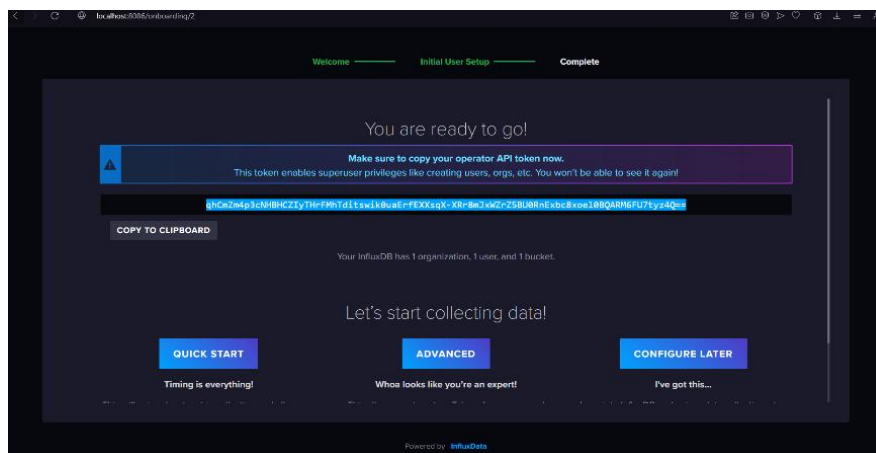 localhost:8086/onboarding/2
Welcome
Initial User Setup
Complete
You are ready to go!
Make sure to copy your operator API token now.
This token enables superuser privileges like creating users, orgs, etc. You won't be able to see it again!
COPY TO CLIPBOARD
Your InfluxDB has 1 organization, 1 user, and 1 bucket.
Let's start collecting data!
QUICK START
ADVANCED
CONFIGURE LATER
Timing is everything!
Whoa looks like you're an expert!
I've got this...
Powered by InfluxData